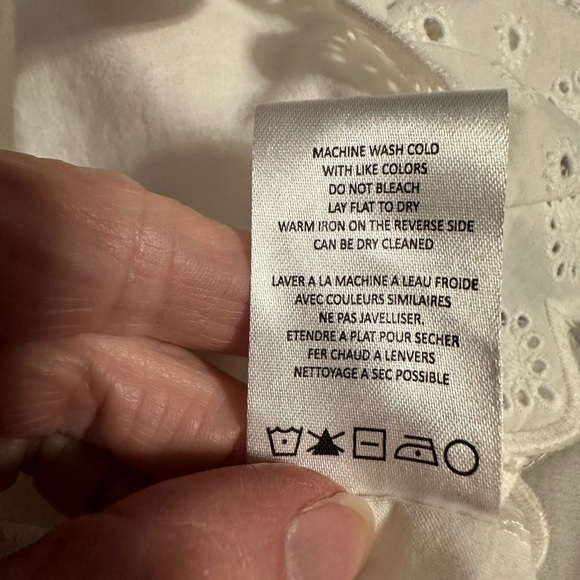 MACHINE WASH COLD
WITH LIKE COLORS
DO NOT BLEACH
LAY FLAT TO DRY
WARM IRON ON THE REVERSE SIDE
CAN BE DRY CLEANED
LAVER A LA MACHINE A LEAU FROIDE
AVEC COULEURS SIMILAIRES
NE PAS JAVELLISER.
ETENDRE A PLAT POUR SECHER
FER CHAUD A LENVERS
NETTOYAGE A SEC POSSIBLE